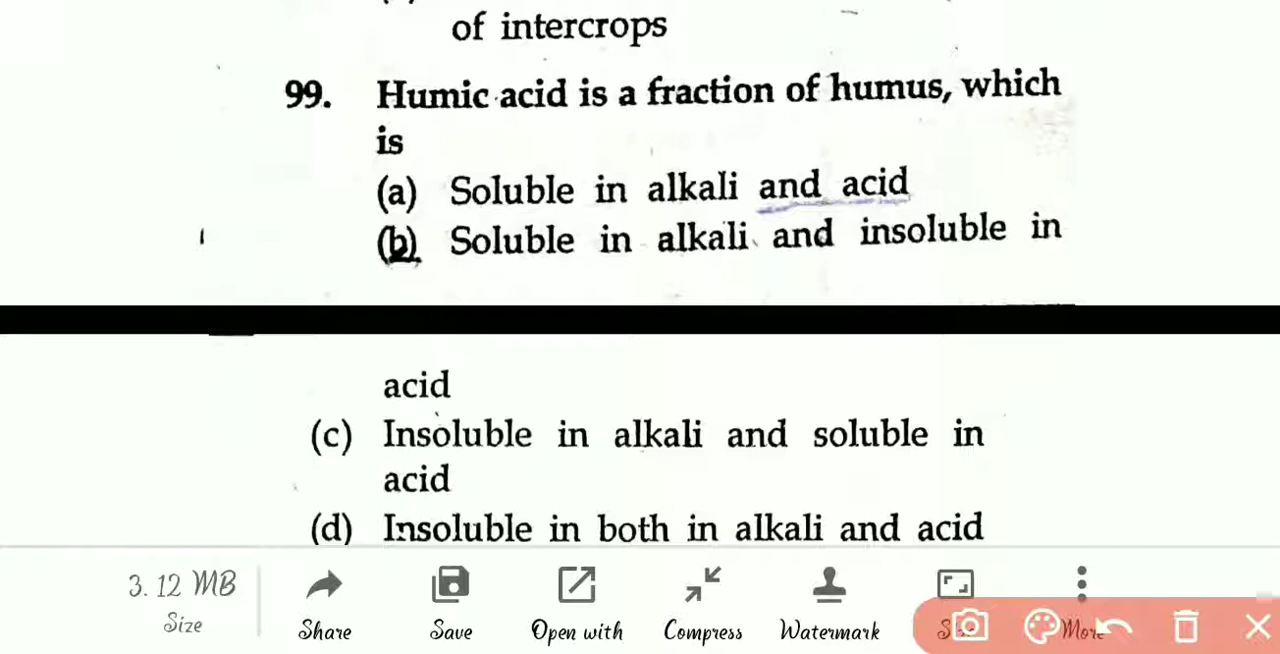 of intercrops
99. Humic acid is a fraction of humus, which
is
(a) Soluble in alkali and acid
(b) Soluble in alkali and insoluble in
acid
(c) Insoluble in alkali and soluble in
acid
(d) Insoluble in both in alkali and acid
3.12 MB
Size
Share
Save
Open with
Compress
Watermark
More